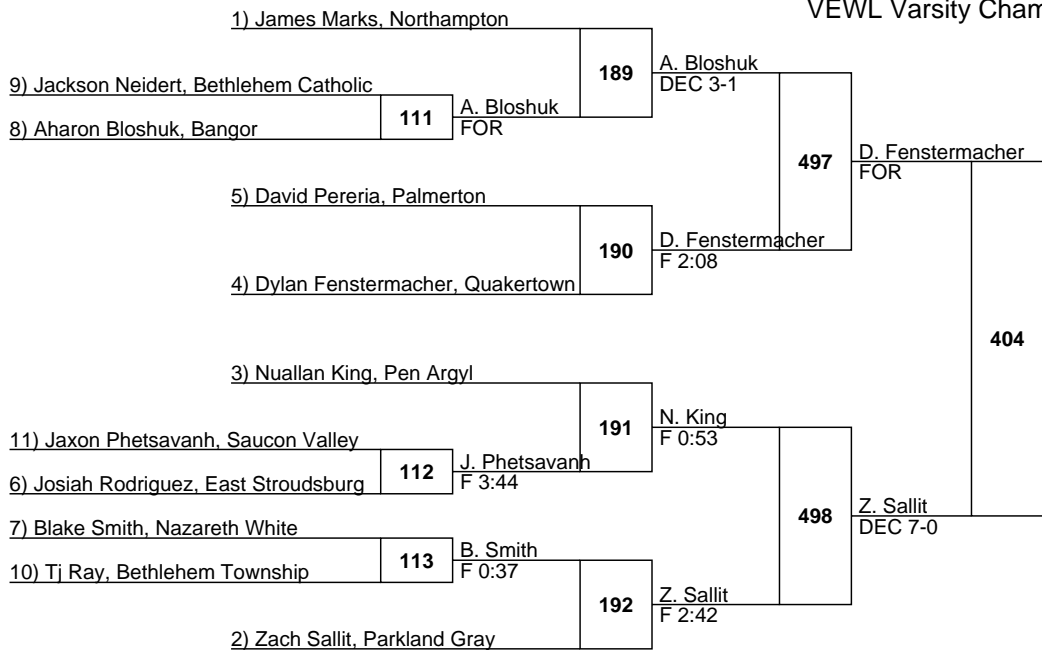 VEWL Varsity Cham
1) James Marks, Northampton
189
A. Bloshuk
DEC 3-1
9) Jackson Neidert, Bethlehem Catholic
111
A. Bloshuk
FOR
8) Aharon Bloshuk, Bangor
497
D. Fenstermacher
FOR
5) David Pereria, Palmerton
190
D. Fenstermacher
F 2:08
4) Dylan Fenstermacher, Quakertown
404
3) Nuallan King, Pen Argyl
191
N. King
F 0:53
11) Jaxon Phetsavanh, Saucon Valley
112
J. Phetsavanh
F 3:44
6) Josiah Rodriguez, East Stroudsburg
498
Z. Sallit
DEC 7-0
7) Blake Smith, Nazareth White
113
B. Smith
F 0:37
10) Tj Ray, Bethlehem Township
192
Z. Sallit
F 2:42
2) Zach Sallit, Parkland Gray